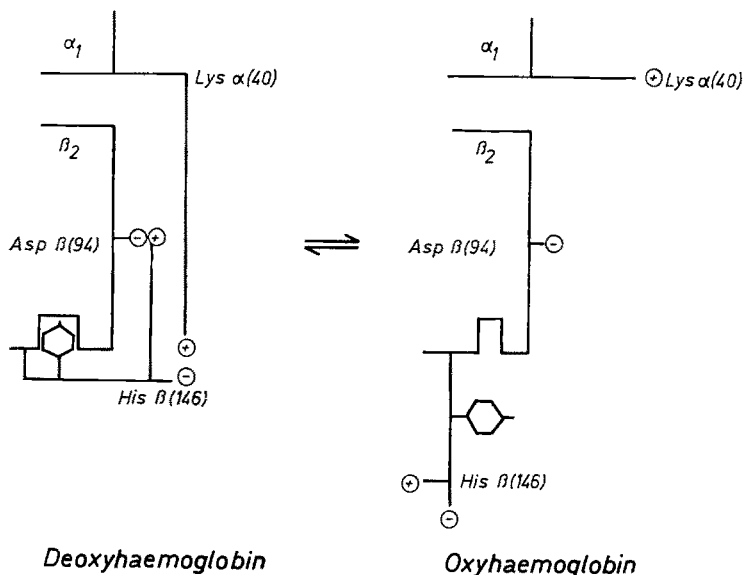 α1
Lys α(40)
β2
Asp β(94)
⊖⊕
⊕
⊖
His β(146)
⇌
α1
⊕ Lys α(40)
β2
Asp β(94)
⊖
⊕
His β(146)
⊖
Deoxyhaemoglobin
Oxyhaemoglobin